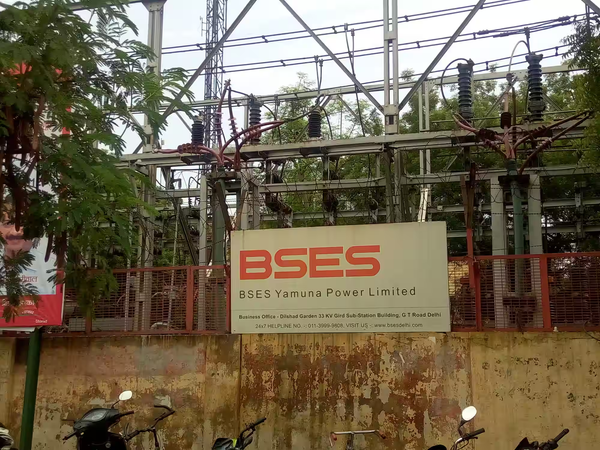 BSES
BSES Yamuna Power Limited
Business Office - Dilshad Garden 33 KV Gird Sub-Station Building, G T Road Delhi
24x7 HELPLINE NO. :- 011-3999-9808, VISIT US : www.bsesdelhi.com